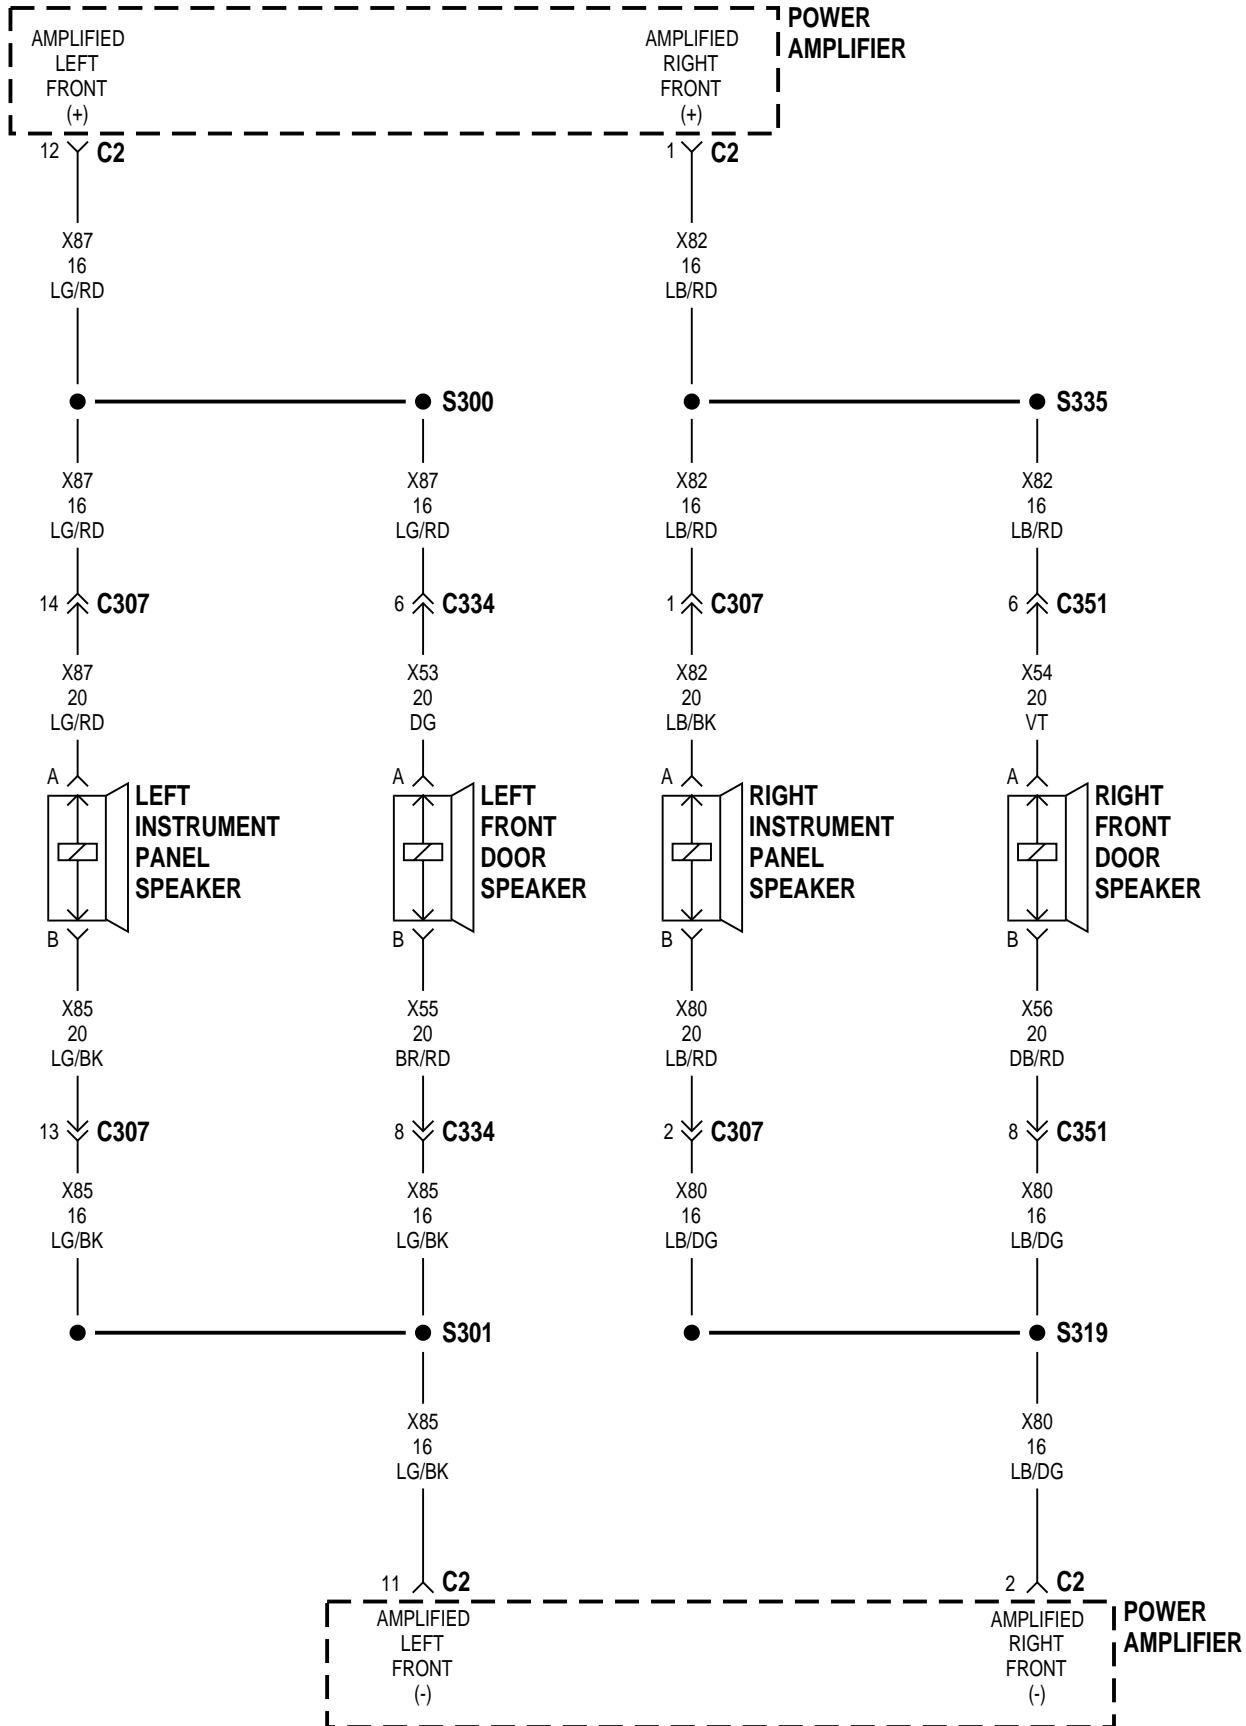 POWER
AMPLIFIER
AMPLIFIED
LEFT
FRONT
(+)
AMPLIFIED
RIGHT
FRONT
(+)
12 C2
1 C2
X87
16
LG/RD
X82
16
LB/RD
S300
S335
X87
16
LG/RD
X87
16
LG/RD
X82
16
LB/RD
X82
16
LB/RD
14 C307
6 C334
1 C307
6 C351
X87
20
LG/RD
X53
20
DG
X82
20
LB/BK
X54
20
VT
A
LEFT
INSTRUMENT
PANEL
SPEAKER
B
A
LEFT
FRONT
DOOR
SPEAKER
B
A
RIGHT
INSTRUMENT
PANEL
SPEAKER
B
A
RIGHT
FRONT
DOOR
SPEAKER
B
X85
20
LG/BK
X55
20
BR/RD
X80
20
LB/RD
X56
20
DB/RD
13 C307
8 C334
2 C307
8 C351
X85
16
LG/BK
X85
16
LG/BK
X80
16
LB/DG
X80
16
LB/DG
S301
S319
X85
16
LG/BK
X80
16
LB/DG
11 C2
2 C2
AMPLIFIED
LEFT
FRONT
(-)
AMPLIFIED
RIGHT
FRONT
(-)
POWER
AMPLIFIER